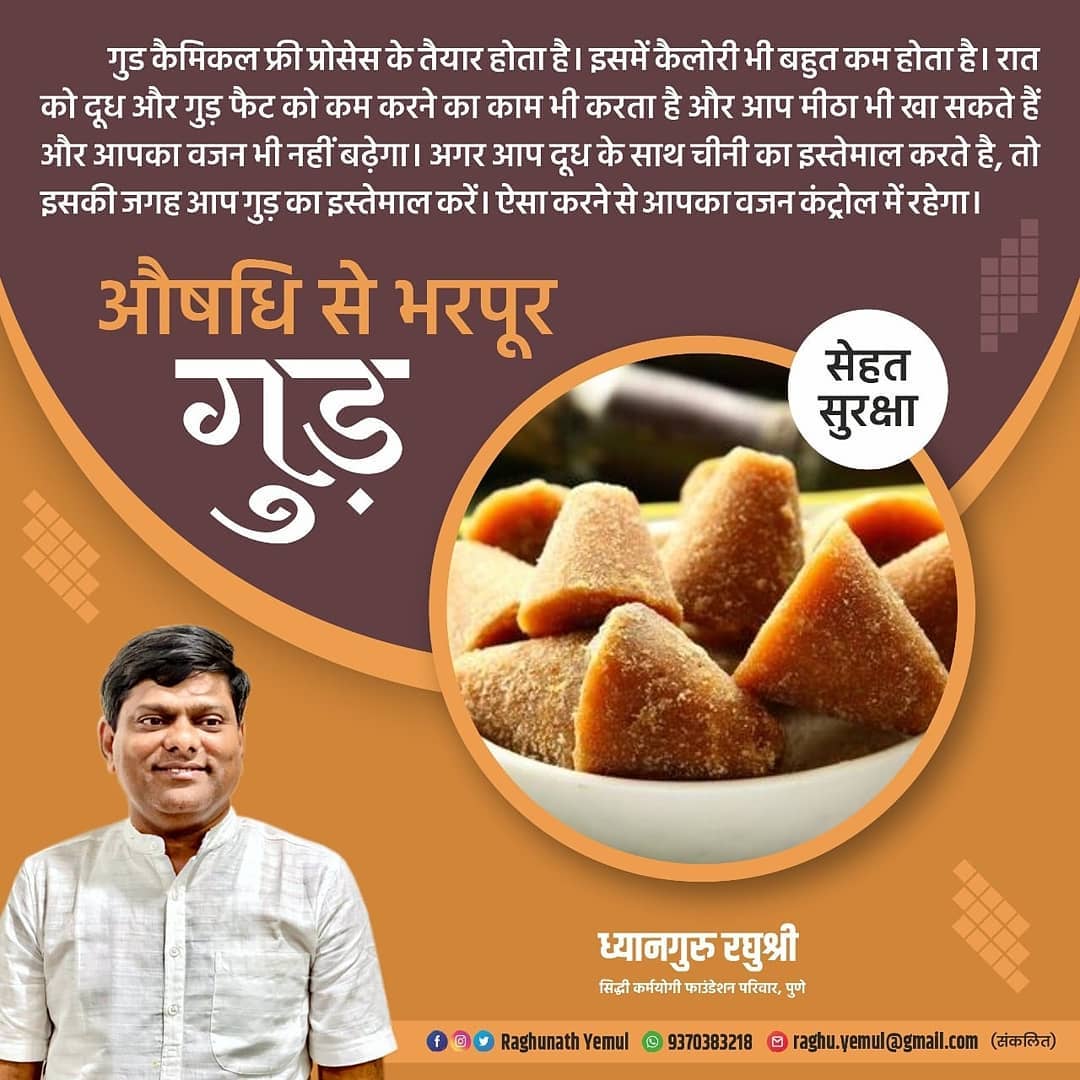 गुड कैमिकल फ्री प्रोसेस के तैयार होता है। इसमें कैलोरी भी बहुत कम होता है। रात
को दूध और गुड़ फैट को कम करने का काम भी करता है और आप मीठा भी खा सकते हैं
और आपका वजन भी नहीं बढ़ेगा। अगर आप दूध के साथ चीनी का इस्तेमाल करते है, तो
इसकी जगह आप गुड़ का इस्तेमाल करें। ऐसा करने से आपका वजन कंट्रोल में रहेगा।
औषधि से भरपूर
गुड़
सेहत
सुरक्षा
ध्यानगुरु रघुश्री
सिद्धी कर्मयोगी फाउंडेशन परिवार, पुणे
Raghunath Yemul 9370383218 raghu.yemul@gmail.com (संकलित)